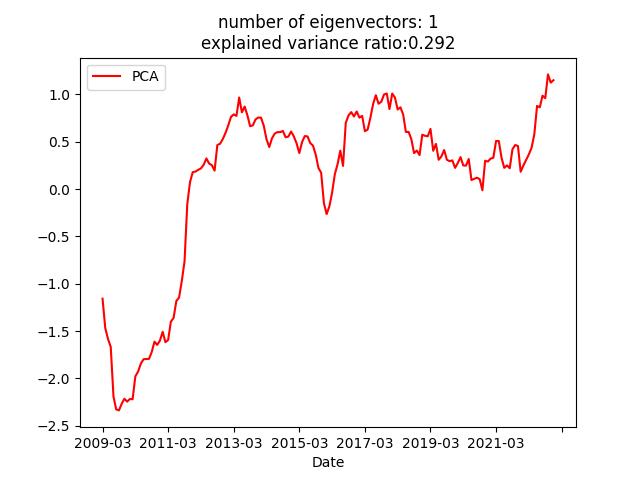 number of eigenvectors: 1
explained variance ratio:0.292
PCA
1.0
0.5
0.0
−0.5
−1.0
−1.5
−2.0
−2.5
2009-03 2011-03 2013-03 2015-03 2017-03 2019-03 2021-03
Date